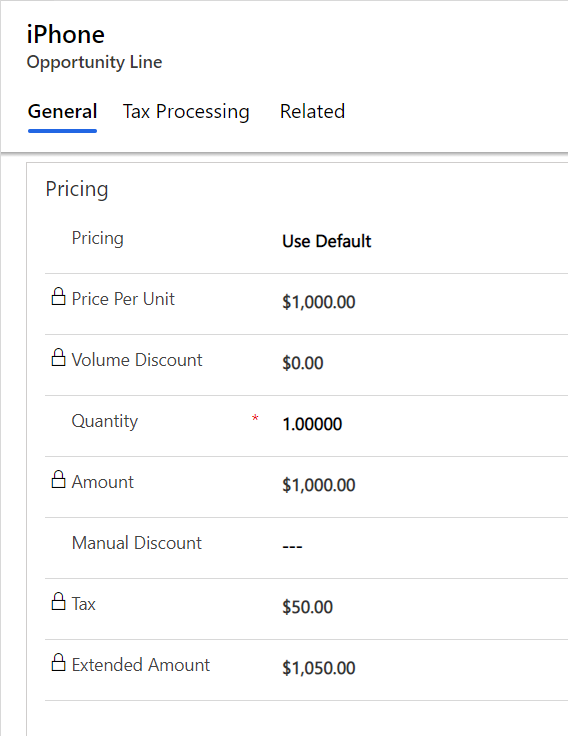 iPhone
Opportunity Line
General Tax Processing Related
Pricing
Pricing Use Default
Price Per Unit $1,000.00
Volume Discount $0.00
Quantity * 1.00000
Amount $1,000.00
Manual Discount ---
Tax $50.00
Extended Amount $1,050.00